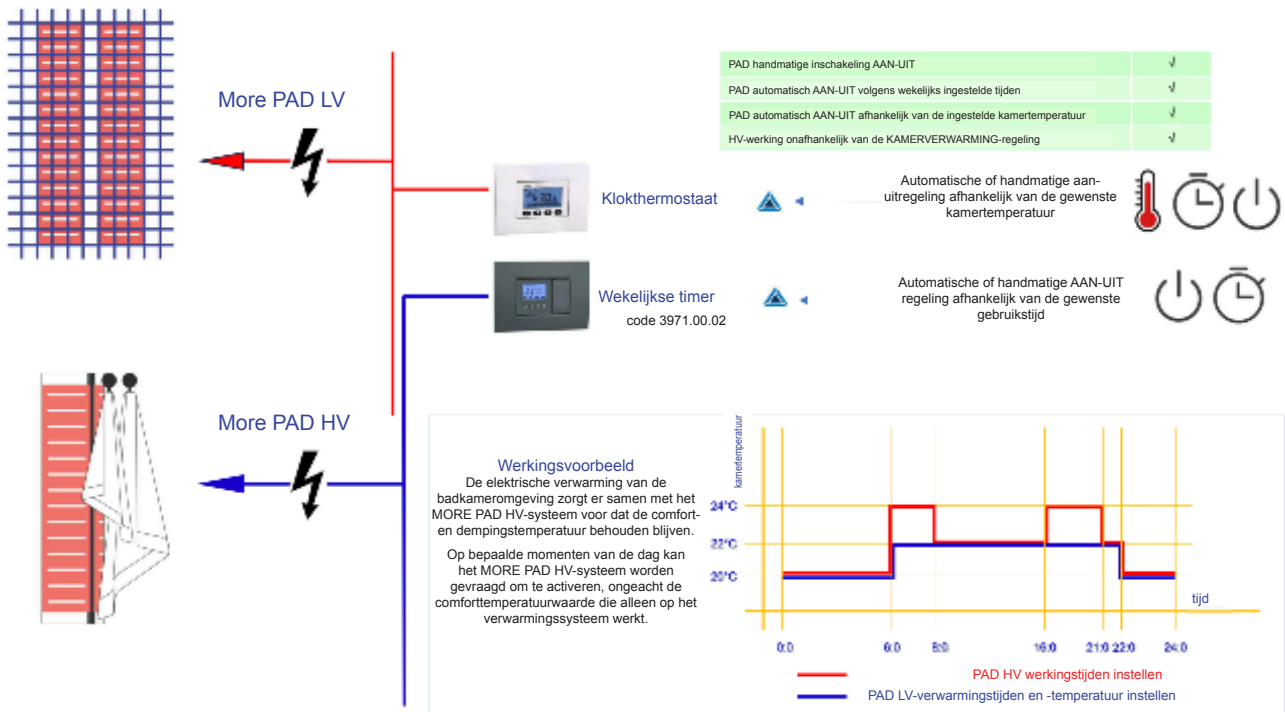 More PAD LV
PAD handmatige inschakeling AAN-UIT √
PAD automatisch AAN-UIT volgens wekelijks ingestelde tijden √
PAD automatisch AAN-UIT afhankelijk van de ingestelde kamertemperatuur √
HV-werking onafhankelijk van de KAMERVERWARMING-regeling √
Klokthermostaat
Automatische of handmatige aan-
uitregeling afhankelijk van de gewenste
kamertemperatuur
Wekelijkse timer
code 3971.00.02
Automatische of handmatige AAN-UIT
regeling afhankelijk van de gewenste
gebruikstijd
More PAD HV
Werkingsvoorbeeld
De elektrische verwarming van de
badkameromgeving zorgt er samen met het
MORE PAD HV-systeem voor dat de comfort-
en dempingstemperatuur behouden blijven.
Op bepaalde momenten van de dag kan
het MORE PAD HV-systeem worden
gevraagd om te activeren, ongeacht de
comforttemperatuurwaarde die alleen op het
verwarmingssysteem werkt.
kamertemperatuur
24°C
22°C
20°C
tijd
0:0 6:0 8:0 16:0 21:0 22:0 24:0
PAD HV werkingstijden instellen
PAD LV-verwarmingstijden en -temperatuur instellen